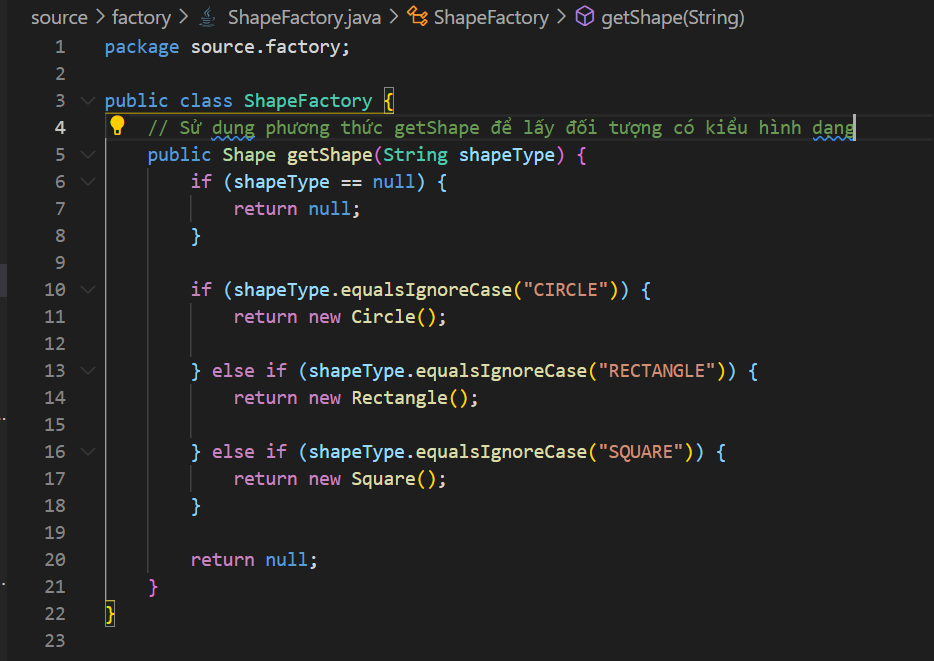 source > factory > ShapeFactory.java > ShapeFactory > getShape(String)
1 package source.factory;
2
3 public class ShapeFactory {
4 // Sử dụng phương thức getShape để lấy đối tượng có kiểu hình dạng
5 public Shape getShape(String shapeType) {
6 if (shapeType == null) {
7 return null;
8 }
9
10 if (shapeType.equalsIgnoreCase("CIRCLE")) {
11 return new Circle();
12
13 } else if (shapeType.equalsIgnoreCase("RECTANGLE")) {
14 return new Rectangle();
15
16 } else if (shapeType.equalsIgnoreCase("SQUARE")) {
17 return new Square();
18 }
19
20 return null;
21 }
22 }
23